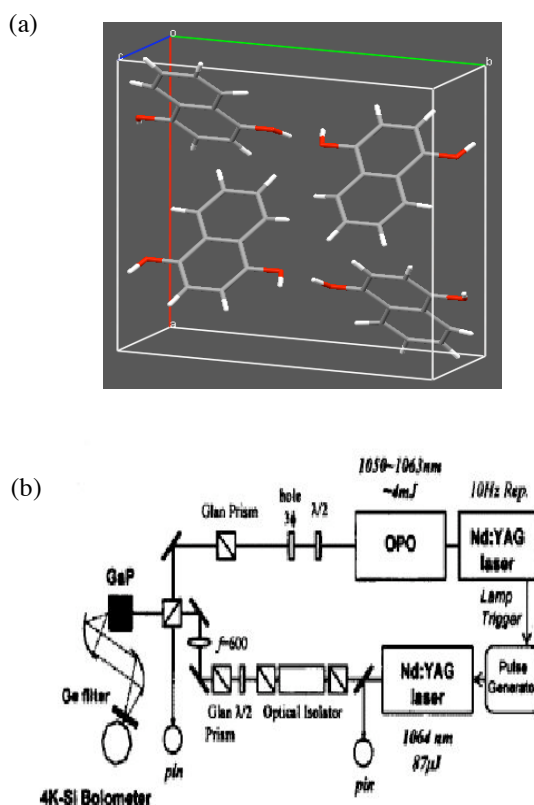 (a)
c
o
b
a
(b)
1050~1063nm
~4mJ
10Hz Rep.
hole
3ϕ
λ/2
Glan Prism
OPO
Nd:YAG
laser
GaP
Lamp
Trigger
f=600
Ge filter
Glan λ/2
Prism
Optical Isolator
Nd:YAG
laser
Pulse
Generator
1064 nm
87μJ
pin
pin
4K-Si Bolometer